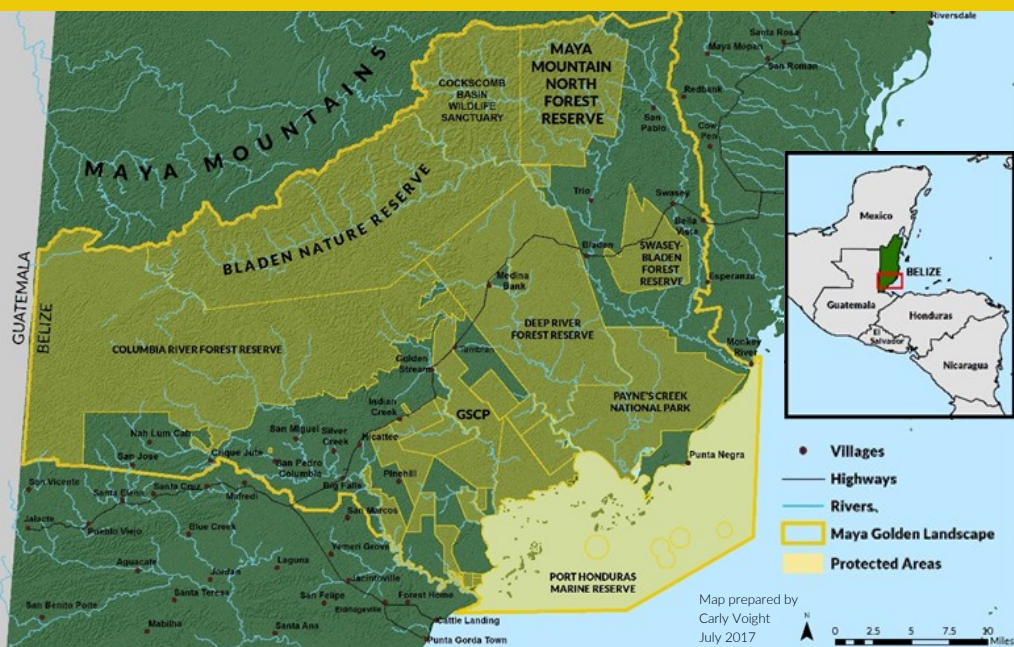 Riversdale
Santa Rosa
Maya Mopan
San Roman
MAYA
MOUNTAIN
NORTH
FOREST
RESERVE
COCKSCOMB
BASIN
WILDLIFE
SANCTUARY
MAYA MOUNTAINS
Redbank
San
Pablo
Cow
Pen
BLADEN NATURE RESERVE
Trio
Swasey
Bella
Vista
Bladen
SWASEY-
BLADEN
FOREST
RESERVE
Esperanza
Medina
Bank
GUATEMALA
BELIZE
COLUMBIA RIVER FOREST RESERVE
DEEP RIVER
FOREST RESERVE
Monkey
River
Golden
Stream
Tambran
Indian
Creek
GSCP
PAYNE'S CREEK
NATIONAL PARK
Nah Lum Cah
San Jose
Crique Jute
San Miguel
Silver
Creek
Hicattee
San Pedro
Columbia
Big Falls
Pinehill
Punta Negra
San Vicente
Santa Elena
Santa Cruz
Mafredi
San Marcos
Jalacte
Pueblo Viejo
Blue Creek
Yemeri Grove
Aguacate
Jordan
Laguna
Jacintoville
Santa Teresa
San Felipe
Eldridgeville
Forest Home
San Benito Poite
Mabilha
Santa Ana
Cattle Landing
Punta Gorda Town
PORT HONDURAS
MARINE RESERVE
Mexico
BELIZE
Guatemala
Honduras
El
Salvador
Nicaragua
Villages
Highways
Rivers
Maya Golden Landscape
Protected Areas
Map prepared by
Carly Voight
July 2017
N
0 2.5 5 10
Miles